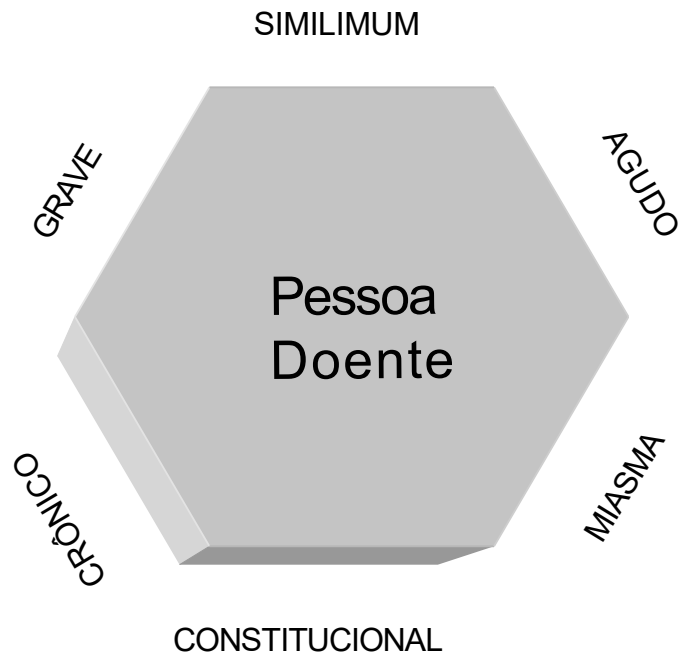 SIMILIMUM
GRAVE
AGUDO
Pessoa
Doente
CRÔNICO
MIASMA
CONSTITUCIONAL